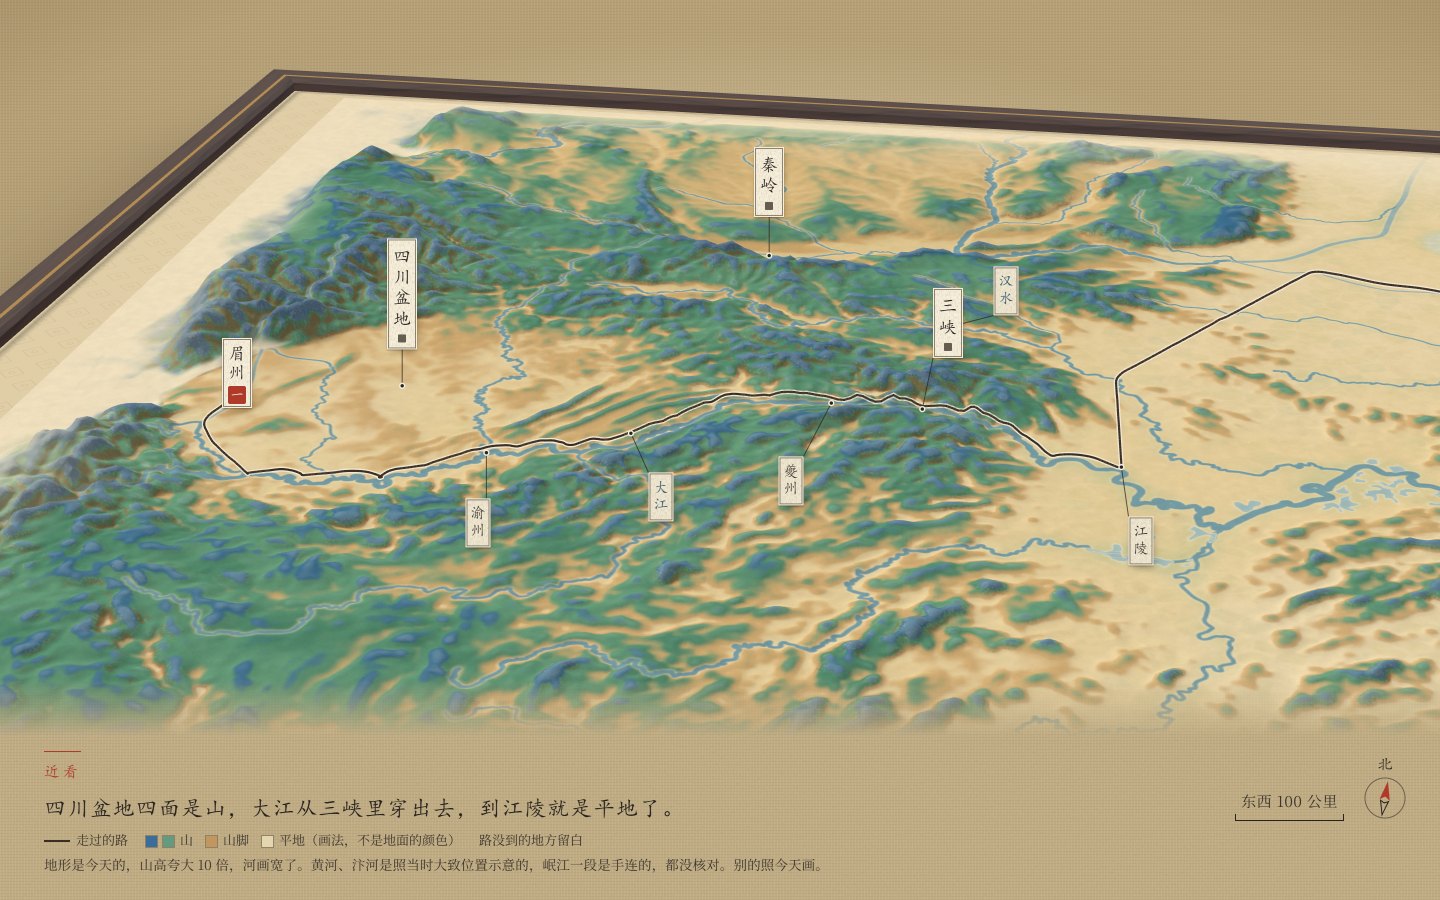 秦岭
四川盆地
汉水
三峡
眉州
一
夔州
大江
渝州
江陵
近看
四川盆地四面是山，大江从三峡里穿出去，到江陵就是平地了。
走过的路 山 山脚 平地（画法，不是地面的颜色） 路没到的地方留白
地形是今天的，山高夸大 10 倍，河画宽了。黄河、汴河是照当时大致位置示意的，岷江一段是手连的，都没核对。别的照今天画。
北
东西 100 公里